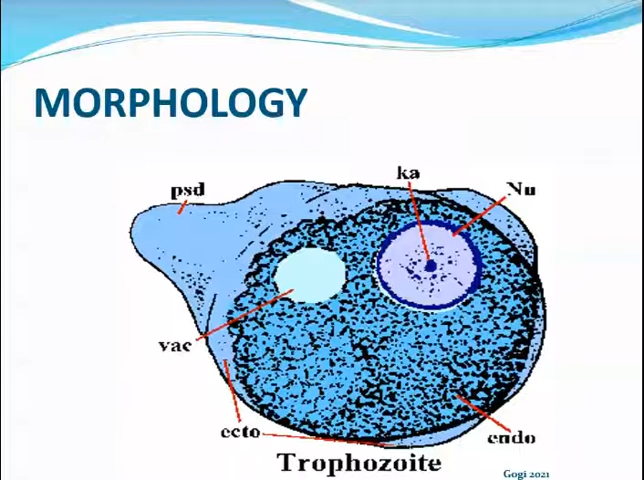 MORPHOLOGY
ka
psd
Nu
vac
ecto
endo
Trophozoite
Gogi 2021